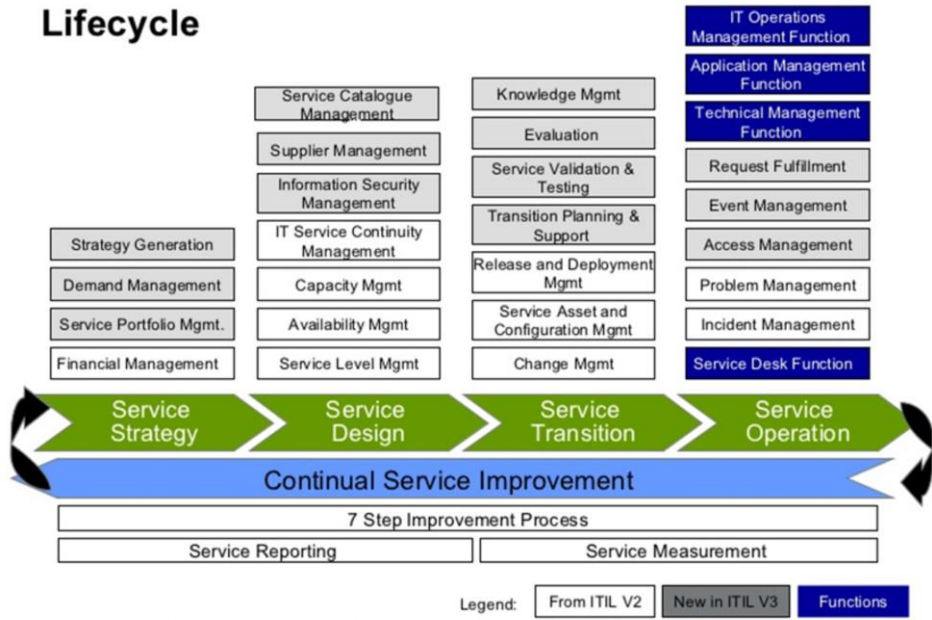 Lifecycle
Strategy Generation
Demand Management
Service Portfolio Mgmt.
Financial Management
Service Catalogue
Management
Supplier Management
Information Security
Management
IT Service Continuity
Management
Capacity Mgmt
Availability Mgmt
Service Level Mgmt
Knowledge Mgmt
Evaluation
Service Validation &
Testing
Transition Planning &
Support
Release and Deployment
Mgmt
Service Asset and
Configuration Mgmt
Change Mgmt
IT Operations
Management Function
Application Management
Function
Technical Management
Function
Request Fulfillment
Event Management
Access Management
Problem Management
Incident Management
Service Desk Function
Service
Strategy
Service
Design
Service
Transition
Service
Operation
Continual Service Improvement
7 Step Improvement Process
Service Reporting
Service Measurement
Legend:
From ITIL V2
New in ITIL V3
Functions